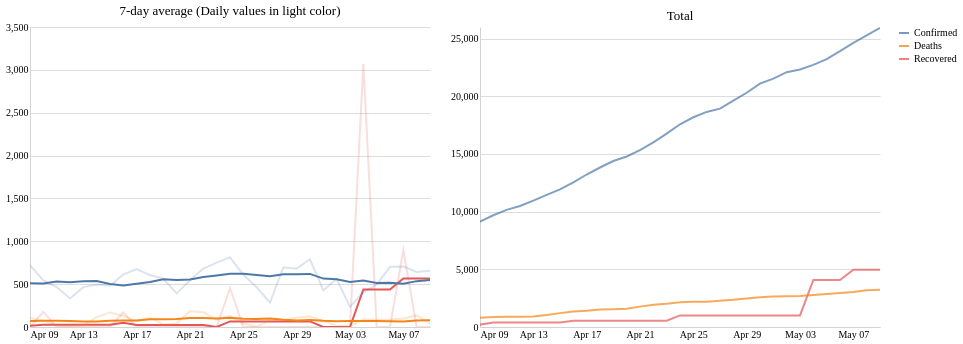 7-day average (Daily values in light color)
3,500
3,000
2,500
2,000
1,500
1,000
500
0
Apr 09 Apr 13 Apr 17 Apr 21 Apr 25 Apr 29 May 03 May 07
Total
25,000
20,000
15,000
10,000
5,000
0
Apr 09 Apr 13 Apr 17 Apr 21 Apr 25 Apr 29 May 03 May 07
Confirmed
Deaths
Recovered